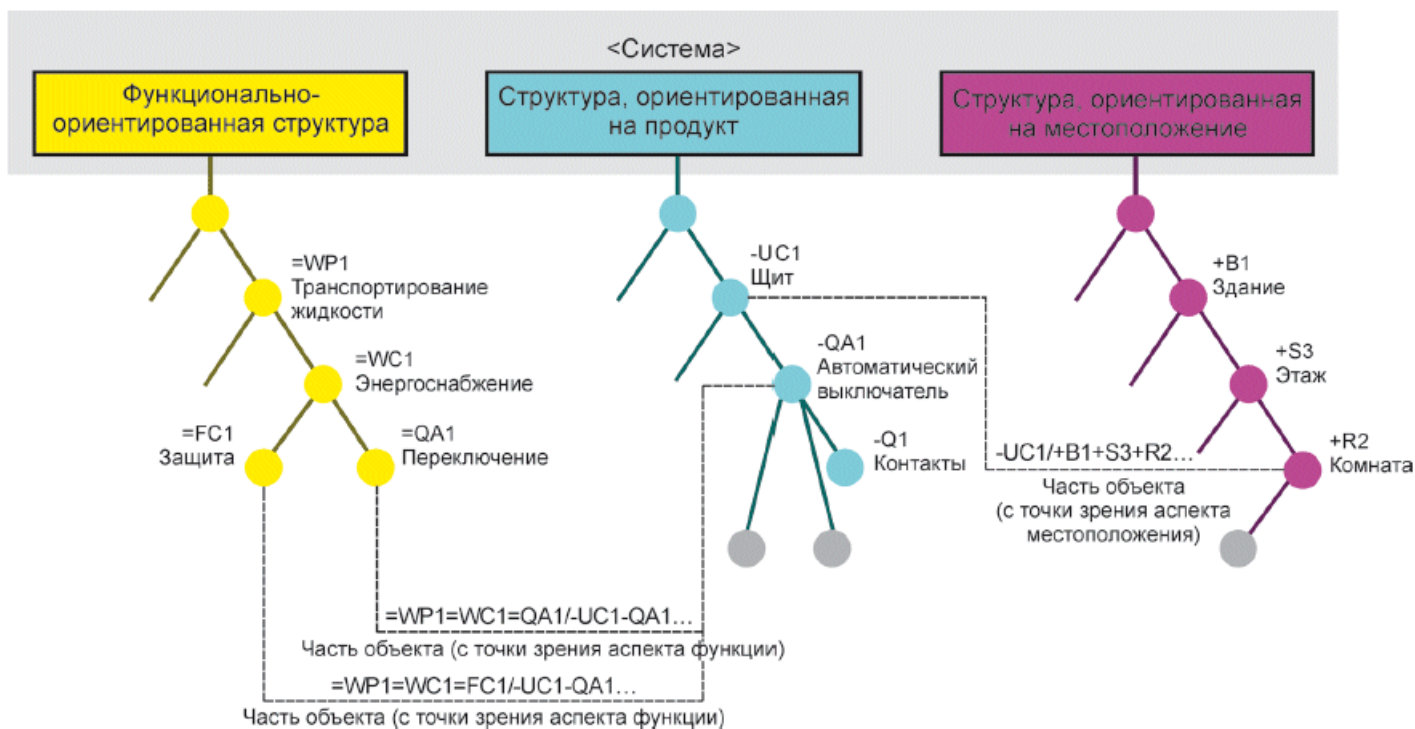 <Система>
Функционально-
ориентированная структура
Структура, ориентированная
на продукт
Структура, ориентированная
на местоположение
=WP1
Транспортирование
жидкости
=WC1
Энергоснабжение
=FC1
Защита
=QA1
Переключение
-UC1
Щит
-QA1
Автоматический
выключатель
-Q1
Контакты
+B1
Здание
+S3
Этаж
+R2
Комната
-UC1/+B1+S3+R2...
Часть объекта
(с точки зрения аспекта
местоположения)
=WP1=WC1=QA1/-UC1-QA1...
Часть объекта (с точки зрения аспекта функции)
=WP1=WC1=FC1/-UC1-QA1...
Часть объекта (с точки зрения аспекта функции)